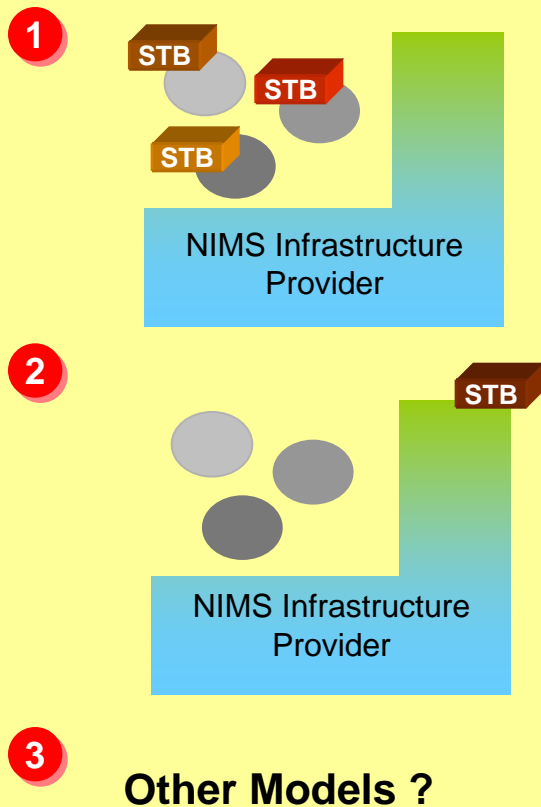 1
STB
STB
STB
NIMS Infrastructure
Provider
2
STB
NIMS Infrastructure
Provider
3
Other Models ?